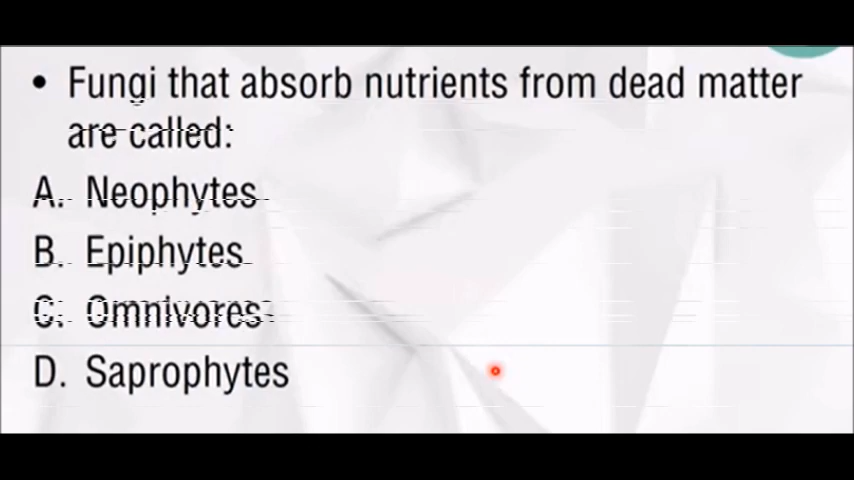 • Fungi that absorb nutrients from dead matter
are called:
A. Neophytes
B. Epiphytes
C. Omnivores
D. Saprophytes